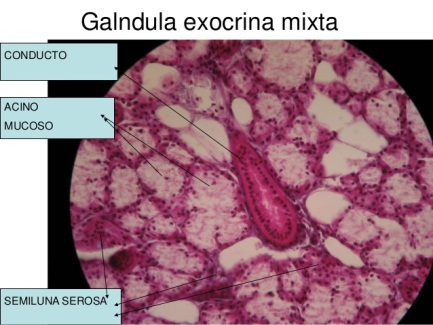 Galndula exocrina mixta
CONDUCTO
ACINO
MUCOSO
SEMILUNA SEROSA